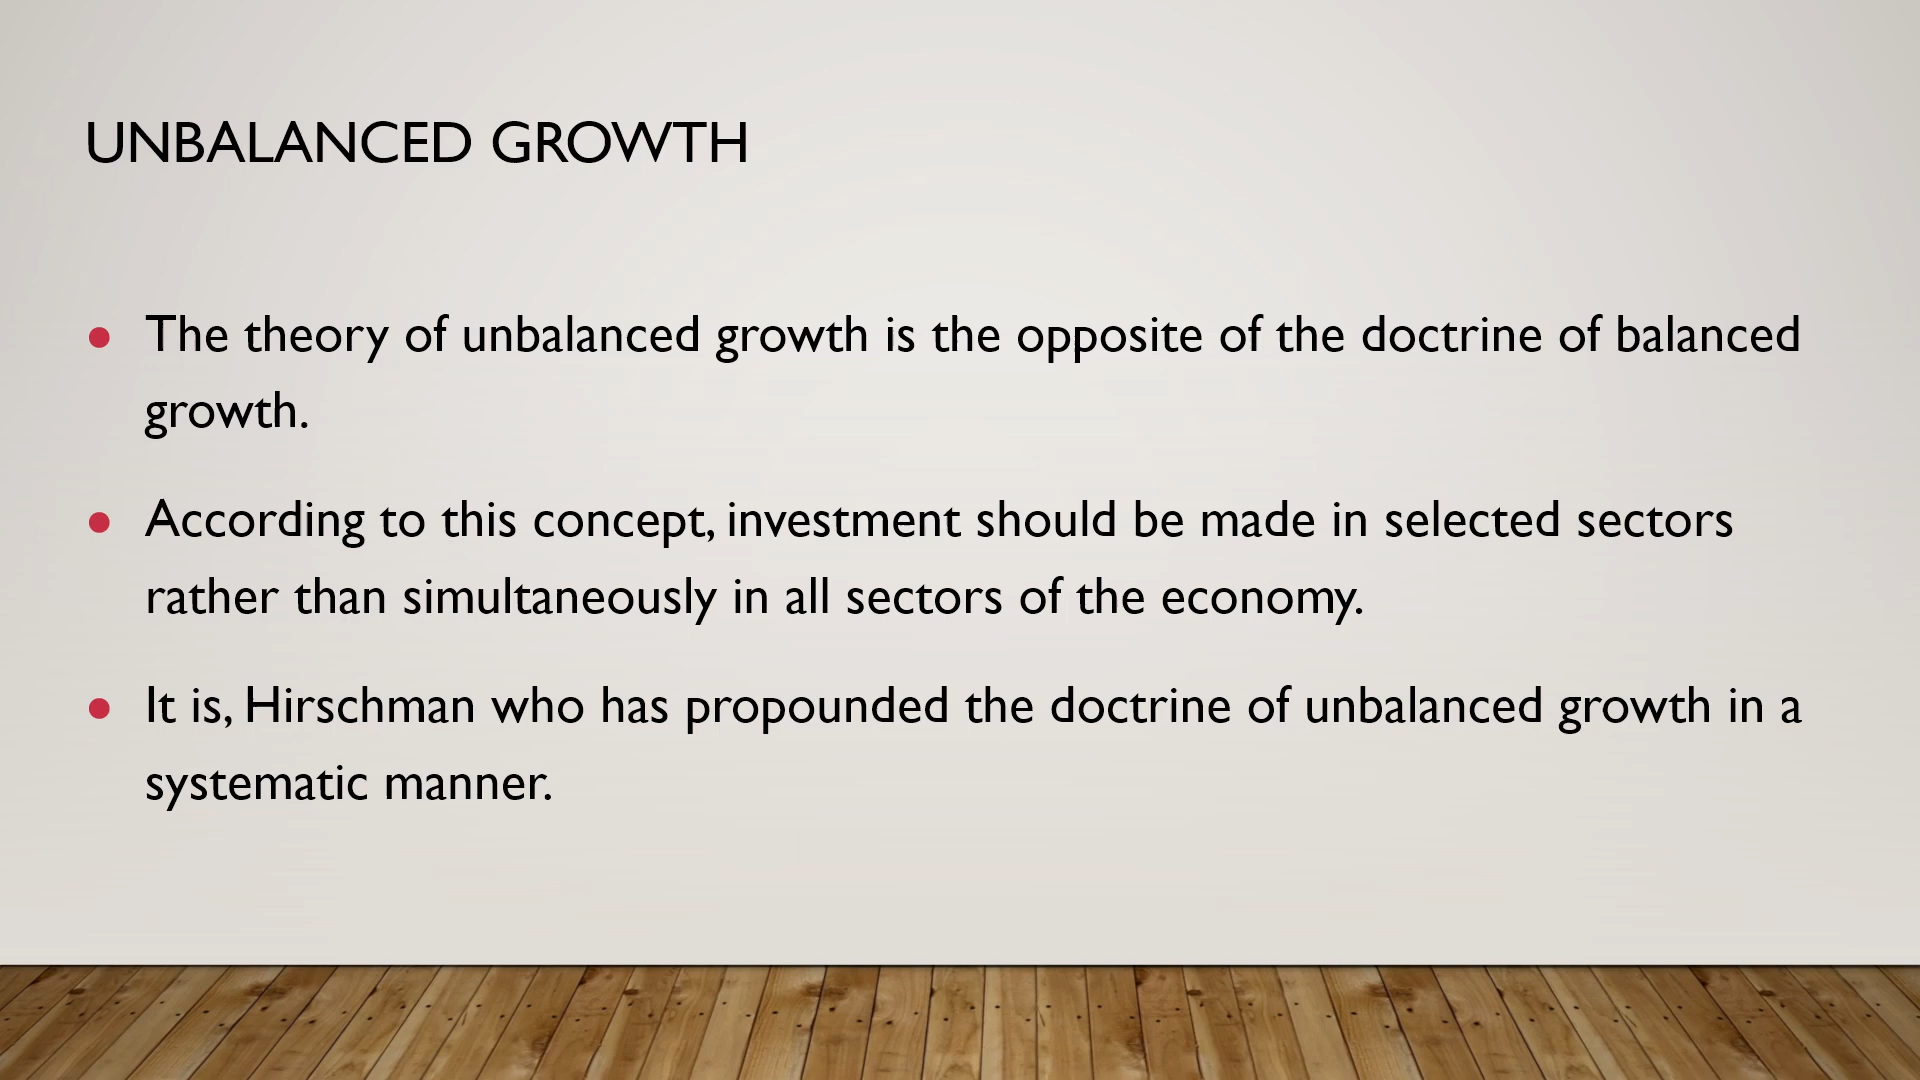 UNBALANCED GROWTH
● The theory of unbalanced growth is the opposite of the doctrine of balanced
growth.
● According to this concept, investment should be made in selected sectors
rather than simultaneously in all sectors of the economy.
● It is, Hirschman who has propounded the doctrine of unbalanced growth in a
systematic manner.